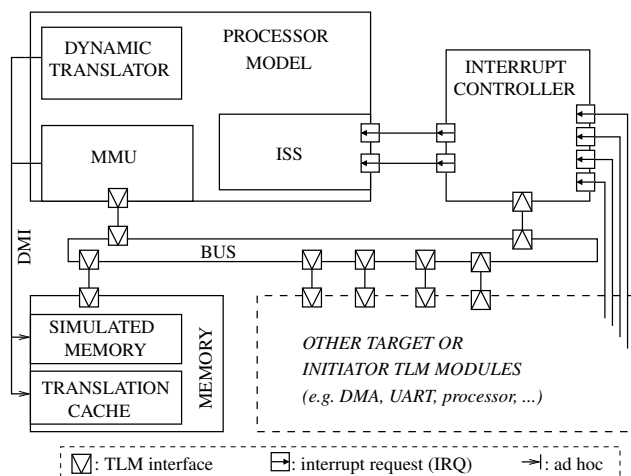 DYNAMIC
TRANSLATOR
PROCESSOR
MODEL
INTERRUPT
CONTROLLER
MMU
ISS
DMI
BUS
SIMULATED
MEMORY
TRANSLATION
CACHE
MEMORY
OTHER TARGET OR
INITIATOR TLM MODULES
(e.g. DMA, UART, processor, ...)
: TLM interface : interrupt request (IRQ) : ad hoc